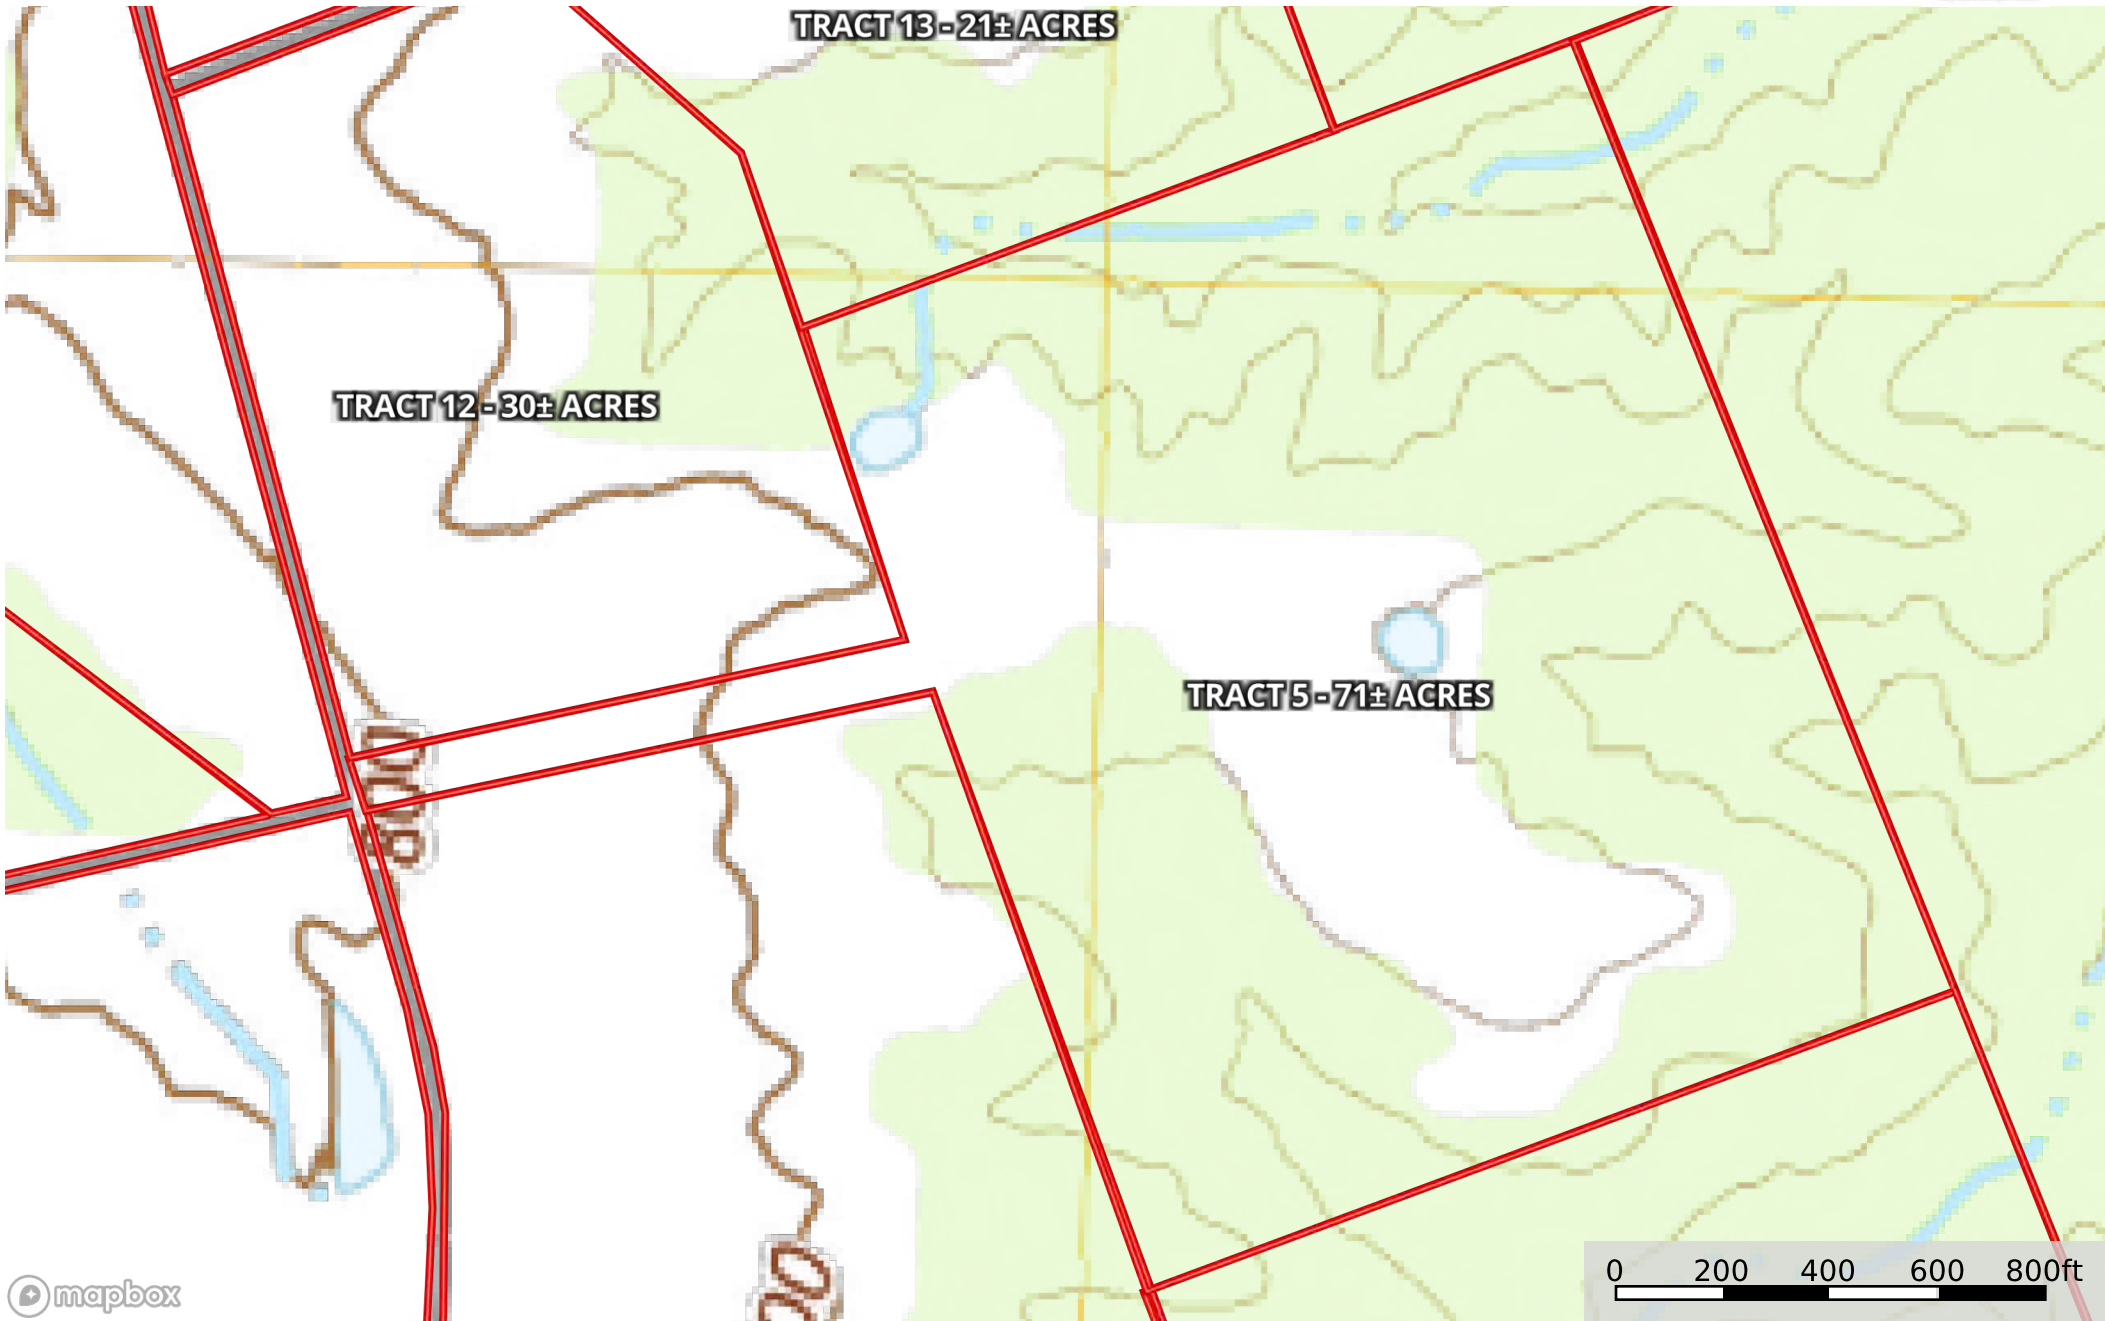 TRACT 13 - 21± ACRES
TRACT 12 - 30± ACRES
TRACT 5 - 71± ACRES
0 200 400 600 800ft
mapbox